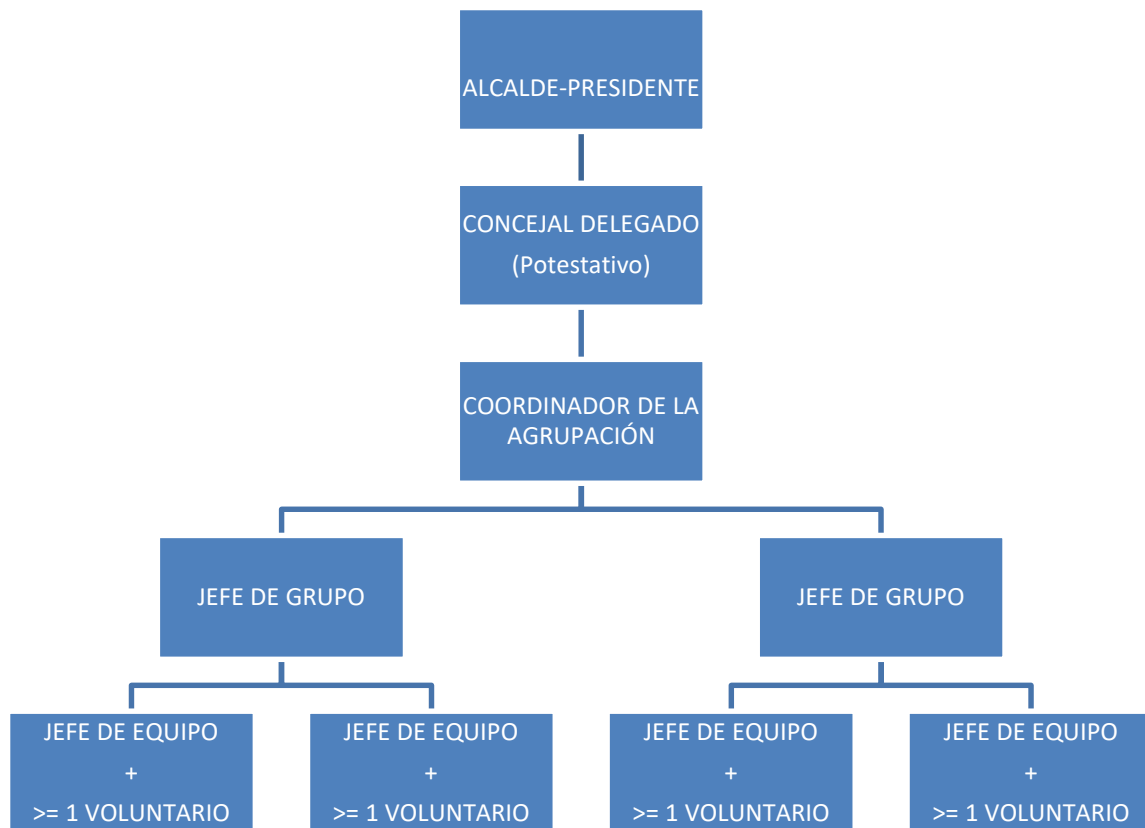 ALCALDE-PRESIDENTE
CONCEJAL DELEGADO
(Potestativo)
COORDINADOR DE LA
AGRUPACIÓN
JEFE DE GRUPO
JEFE DE GRUPO
JEFE DE EQUIPO
+
>= 1 VOLUNTARIO
JEFE DE EQUIPO
+
>= 1 VOLUNTARIO
JEFE DE EQUIPO
+
>= 1 VOLUNTARIO
JEFE DE EQUIPO
+
>= 1 VOLUNTARIO